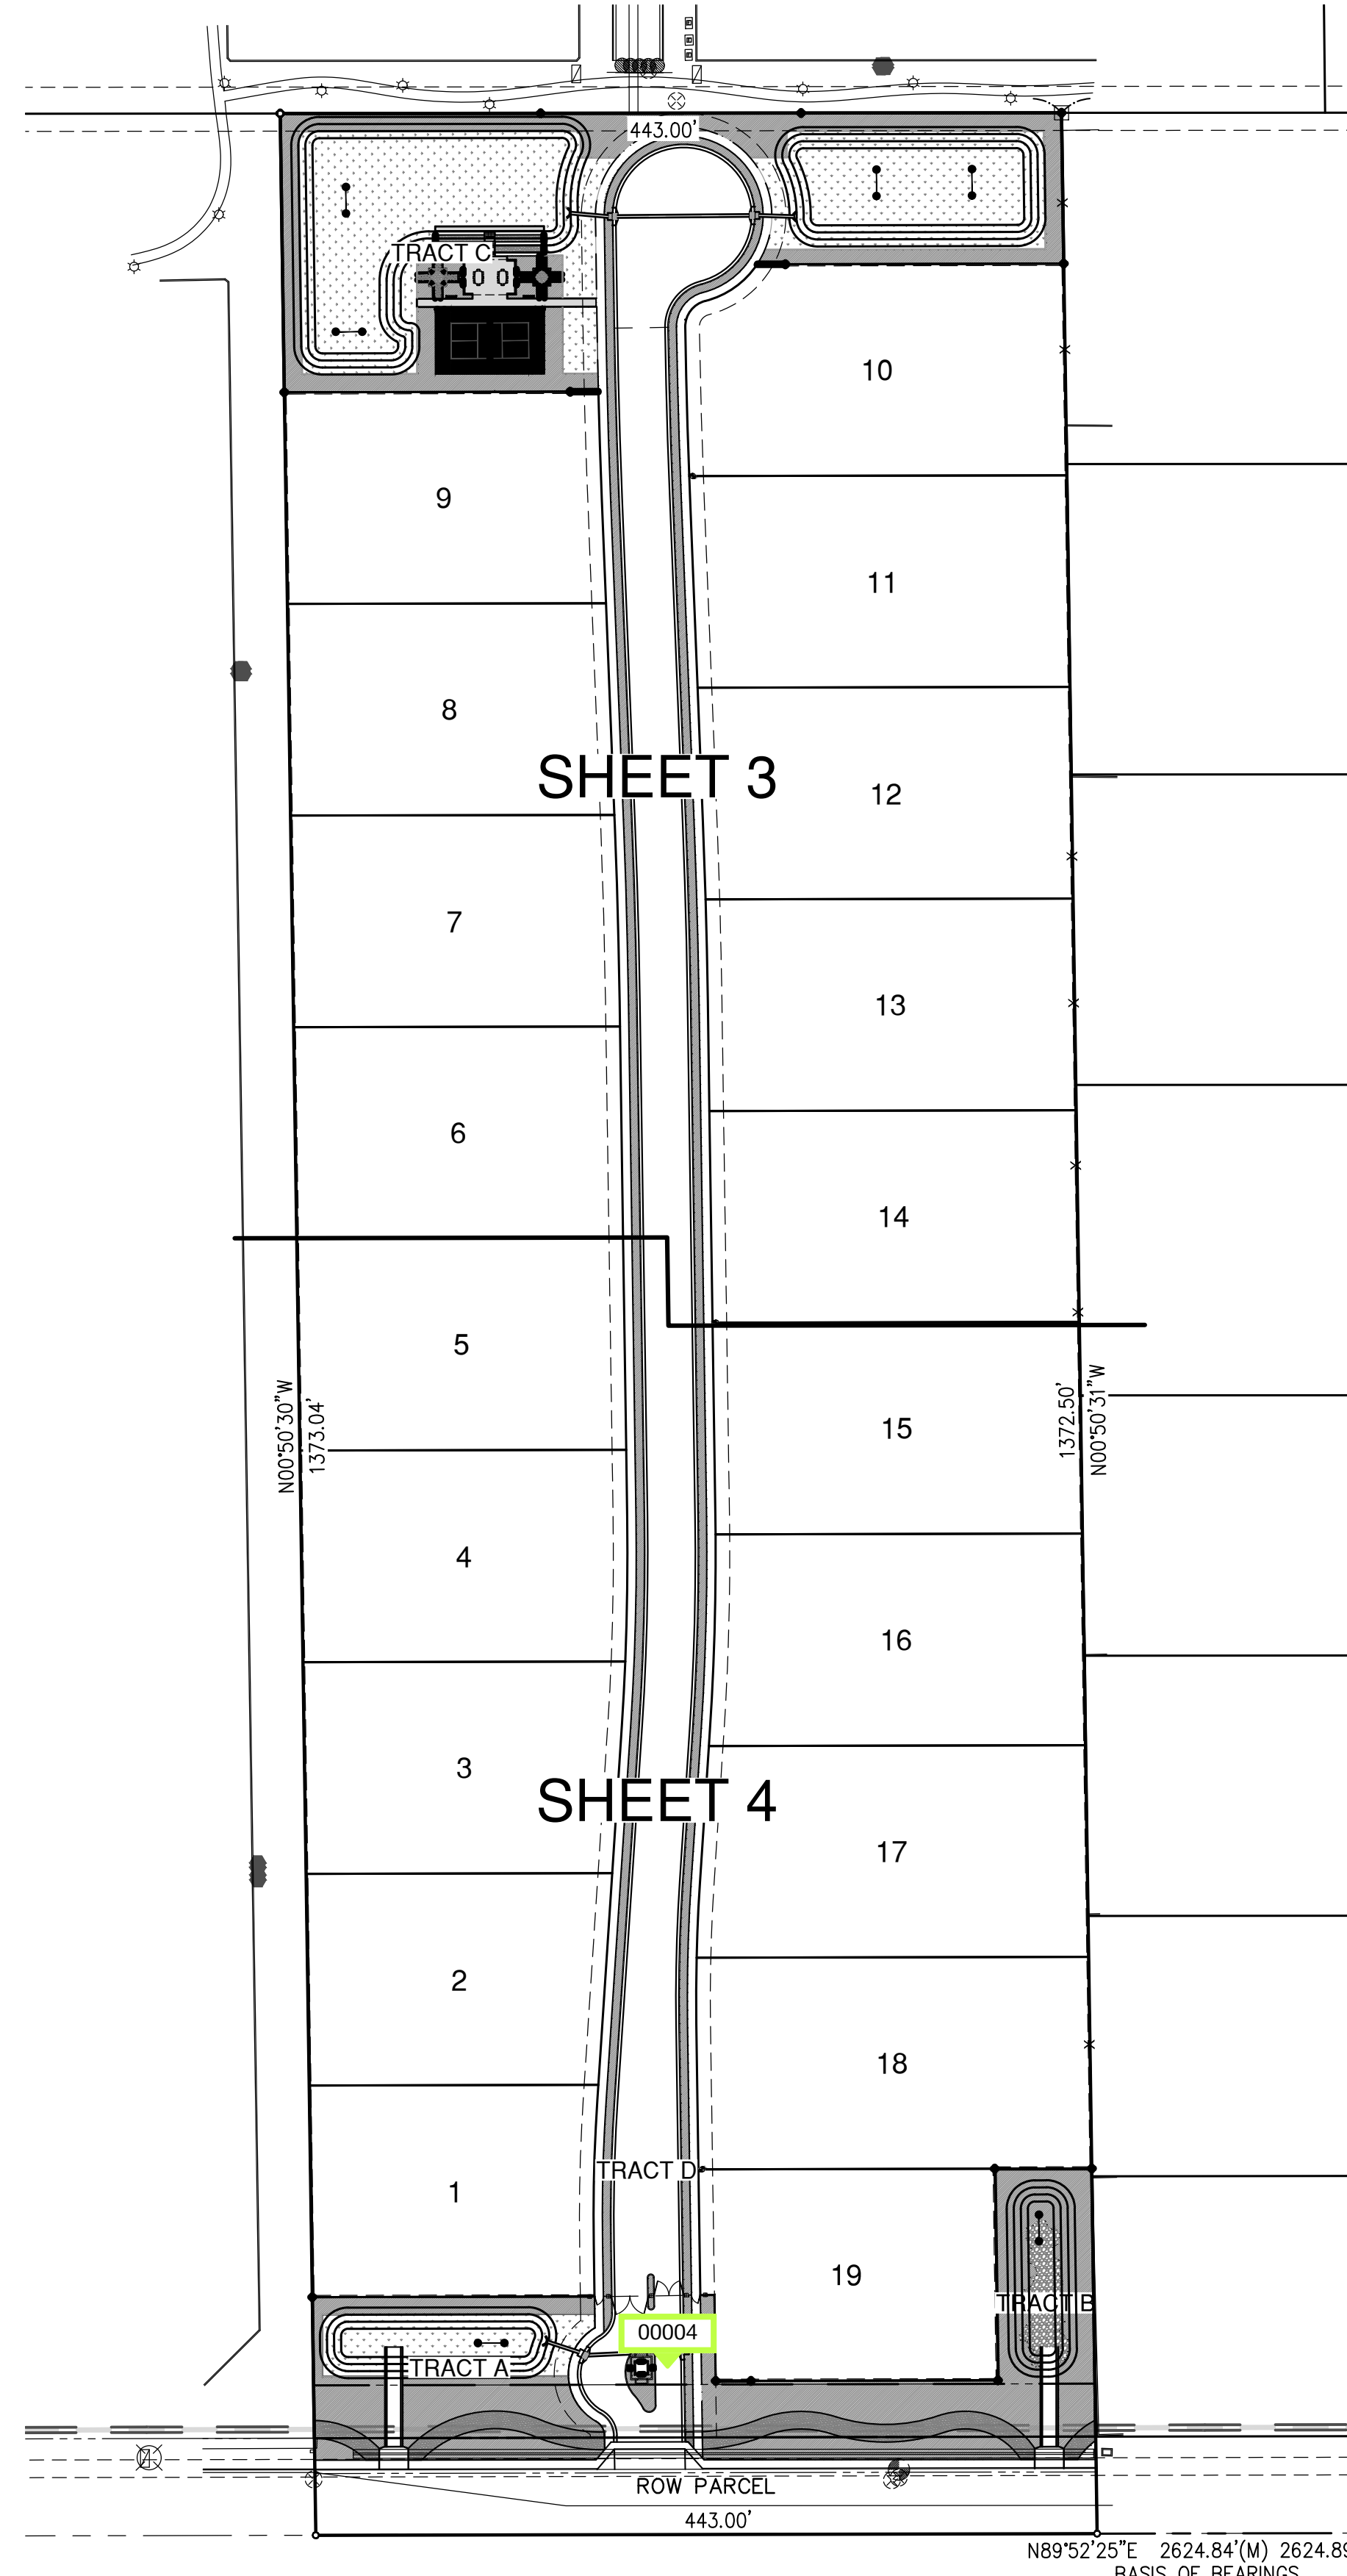 443.00'
TRACT C
10
9
11
8
SHEET 3
12
7
13
6
14
5
15
N00°50'30"W
1373.04'
1372.50'
N00°50'31"W
4
16
3
SHEET 4
17
2
18
TRACT D
1
19
TRACT B
00004
TRACT A
ROW PARCEL
443.00'
N89°52'25"E 2624.84'(M) 2624.89
BASIS OF BEARINGS